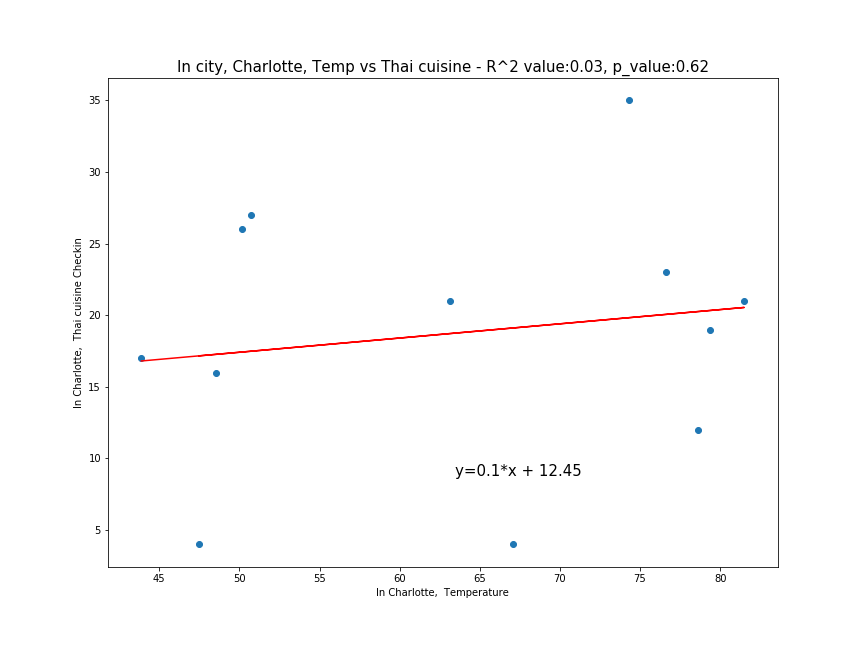 In city, Charlotte, Temp vs Thai cuisine - R^2 value:0.03, p_value:0.62
35
30
25
20
15
10
5
In Charlotte,  Thai cuisine Checkin
y=0.1*x + 12.45
45 50 55 60 65 70 75 80
In Charlotte,  Temperature